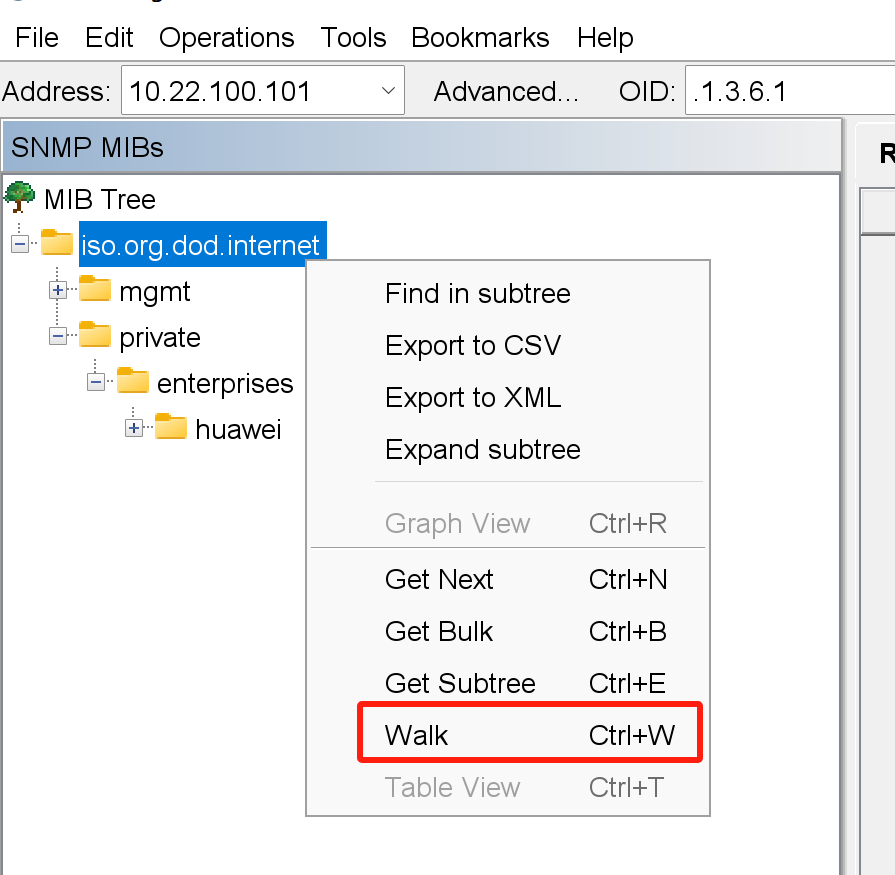 File Edit Operations Tools Bookmarks Help
Address: 10.22.100.101 Advanced... OID: .1.3.6.1
SNMP MIBs
MIB Tree
iso.org.dod.internet
mgmt
private
enterprises
huawei
Find in subtree
Export to CSV
Export to XML
Expand subtree
Graph View Ctrl+R
Get Next Ctrl+N
Get Bulk Ctrl+B
Get Subtree Ctrl+E
Walk Ctrl+W
Table View Ctrl+T